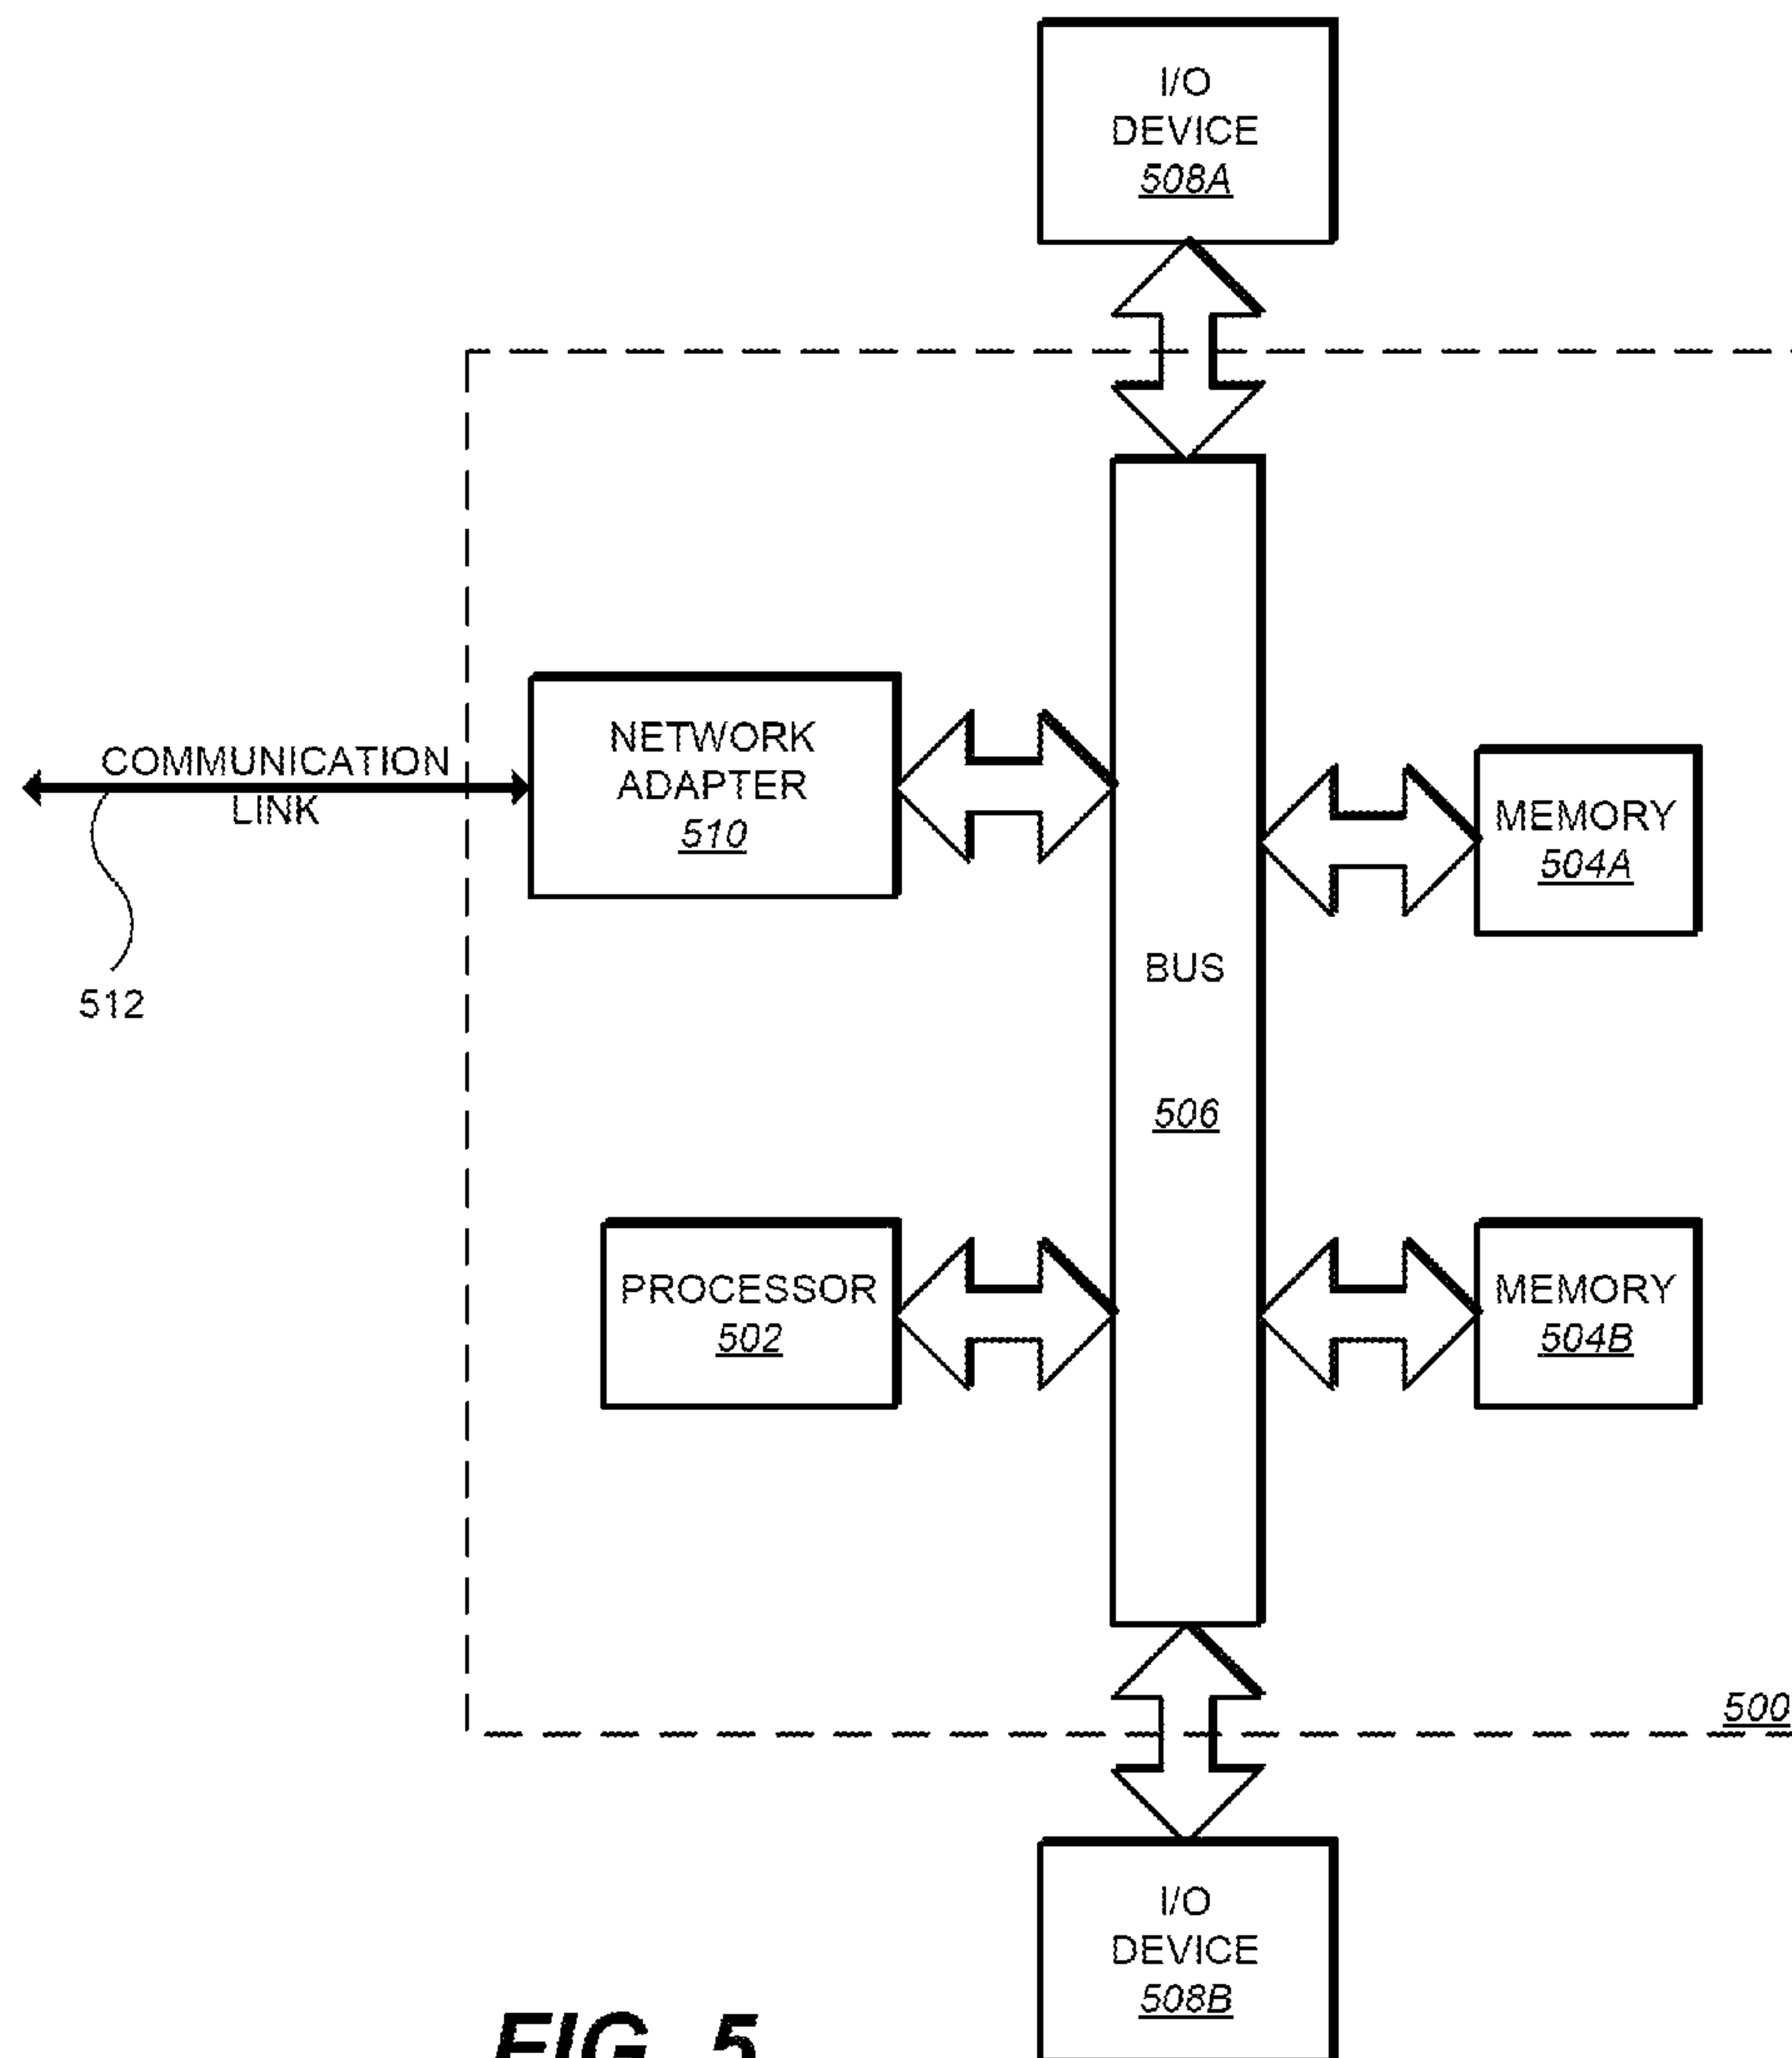 I/O
DEVICE
508A
COMMUNICATION
LINK
512
NETWORK
ADAPTER
510
MEMORY
504A
BUS
506
PROCESSOR
502
MEMORY
504B
500
I/O
DEVICE
508B
FIG. 5